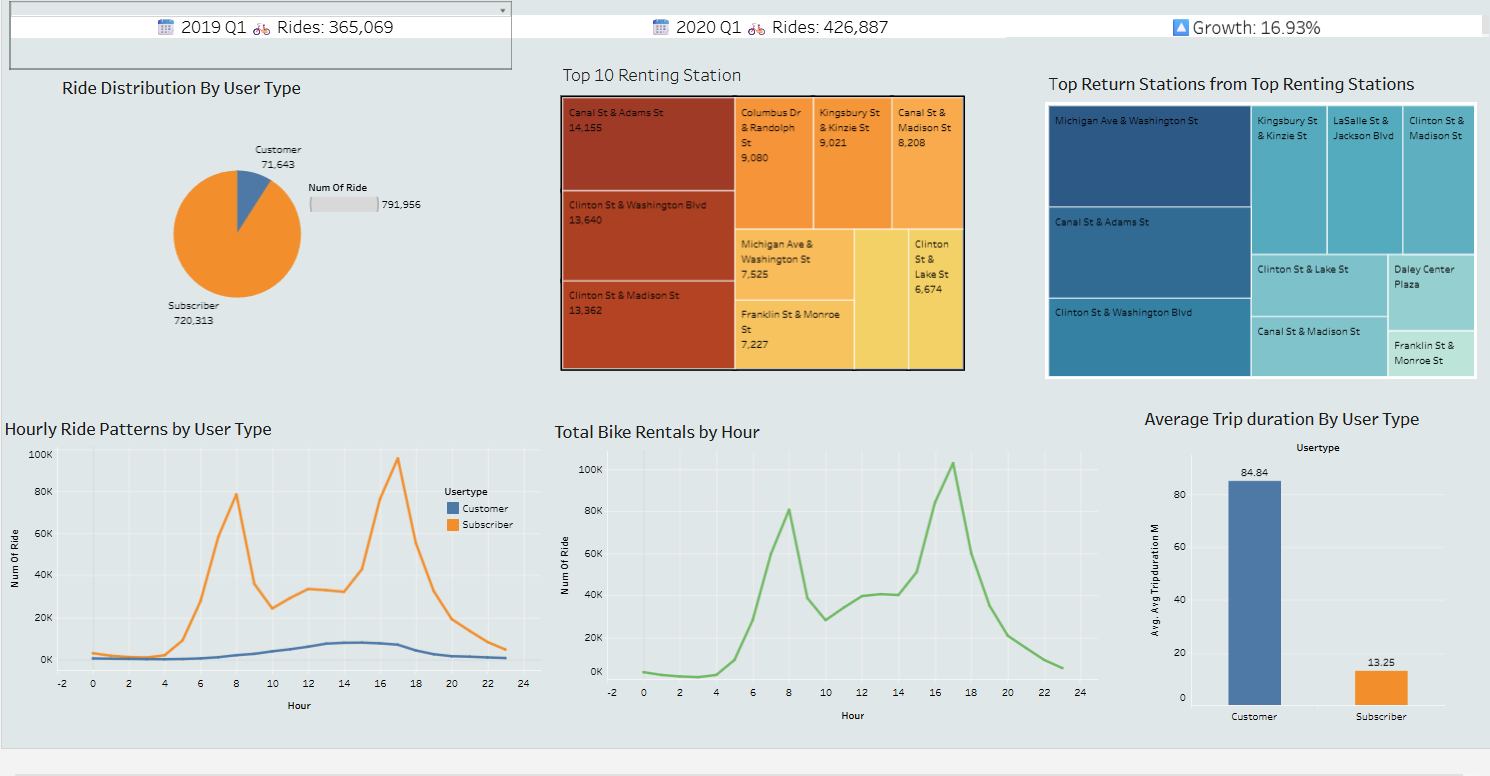 2019 Q1 🚲 Rides: 365,069
2020 Q1 🚲 Rides: 426,887
Growth: 16.93%
Ride Distribution By User Type
Customer
71,643
Num Of Ride
791,956
Subscriber
720,313
Top 10 Renting Station
Canal St & Adams St
14,155
Clinton St & Washington Blvd
13,640
Clinton St & Madison St
13,362
Columbus Dr
& Randolph
St
9,080
Kingsbury St
& Kinzie St
9,021
Canal St &
Madison St
8,208
Michigan Ave &
Washington St
7,525
Franklin St & Monroe
St
7,227
Clinton
St &
Lake St
6,674
Top Return Stations from Top Renting Stations
Michigan Ave & Washington St
Canal St & Adams St
Clinton St & Washington Blvd
Kingsbury St
& Kinzie St
LaSalle St &
Jackson Blvd
Clinton St &
Madison St
Clinton St & Lake St
Canal St & Madison St
Daley Center
Plaza
Franklin St &
Monroe St
Hourly Ride Patterns by User Type
100K
80K
60K
40K
20K
0K
Num Of Ride
-2 0 2 4 6 8 10 12 14 16 18 20 22 24
Hour
Usertype
Customer
Subscriber
Total Bike Rentals by Hour
100K
80K
60K
40K
20K
0K
Num Of Ride
-2 0 2 4 6 8 10 12 14 16 18 20 22 24
Hour
Average Trip duration By User Type
Usertype
84.84
13.25
80
60
40
20
0
Avg. Avg Tripduration M
Customer
Subscriber